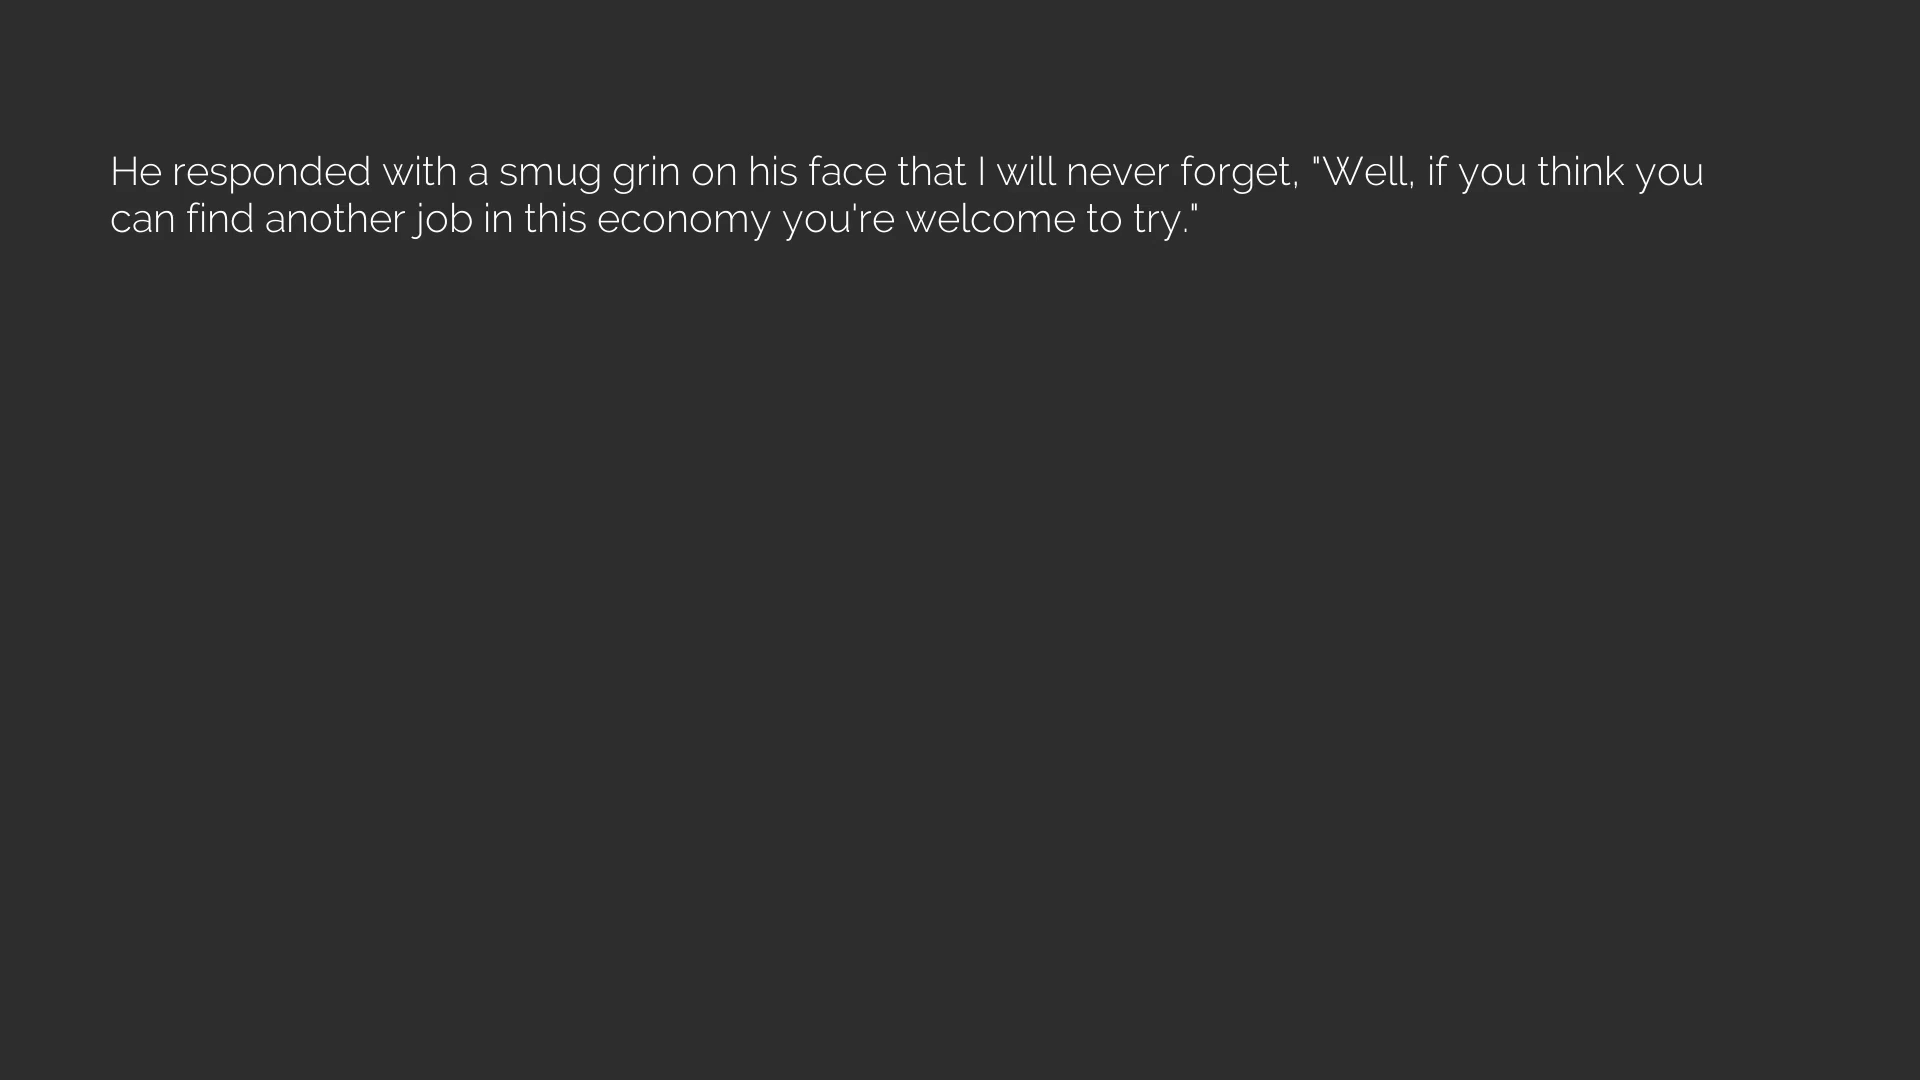 He responded with a smug grin on his face that I will never forget, "Well, if you think you
can find another job in this economy you're welcome to try."